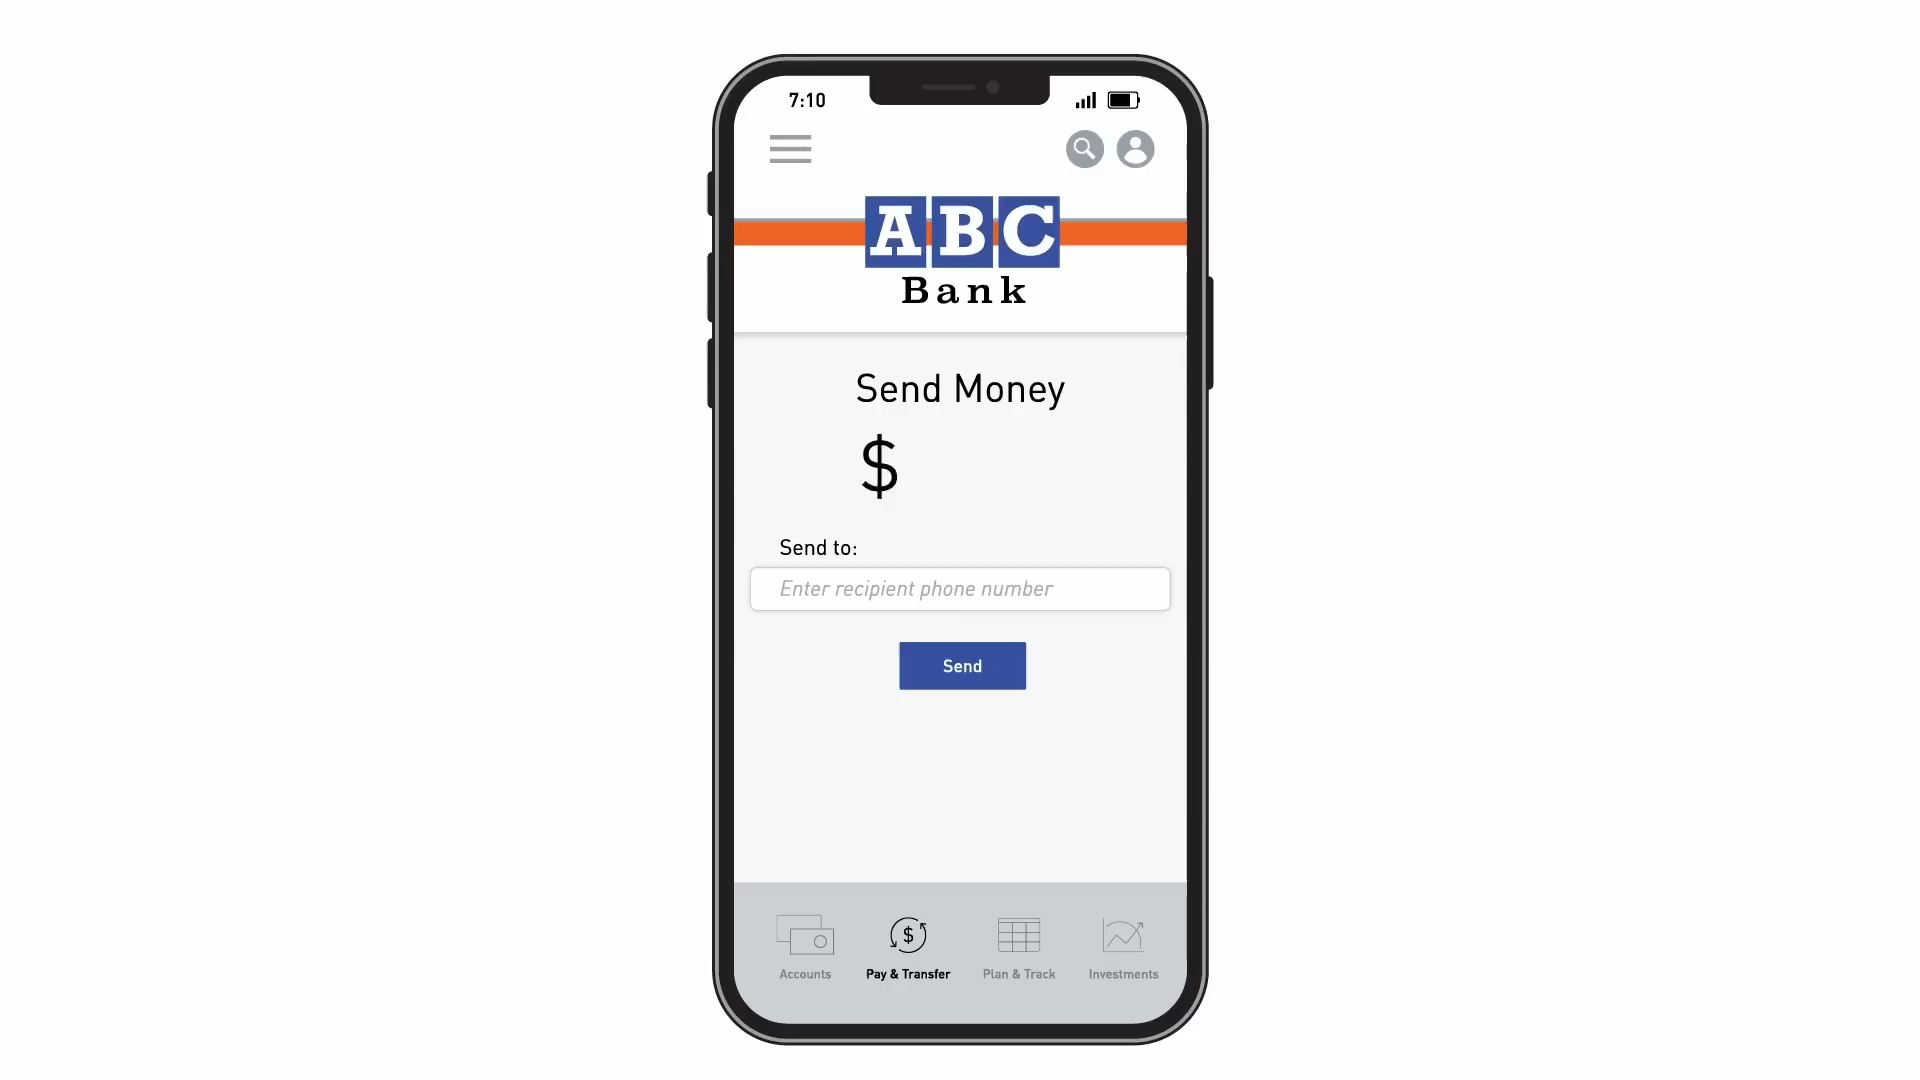 7:10
ABC
Bank
Send Money
$
Send to:
Enter recipient phone number
Send
$
Accounts
Pay & Transfer
Plan & Track
Investments